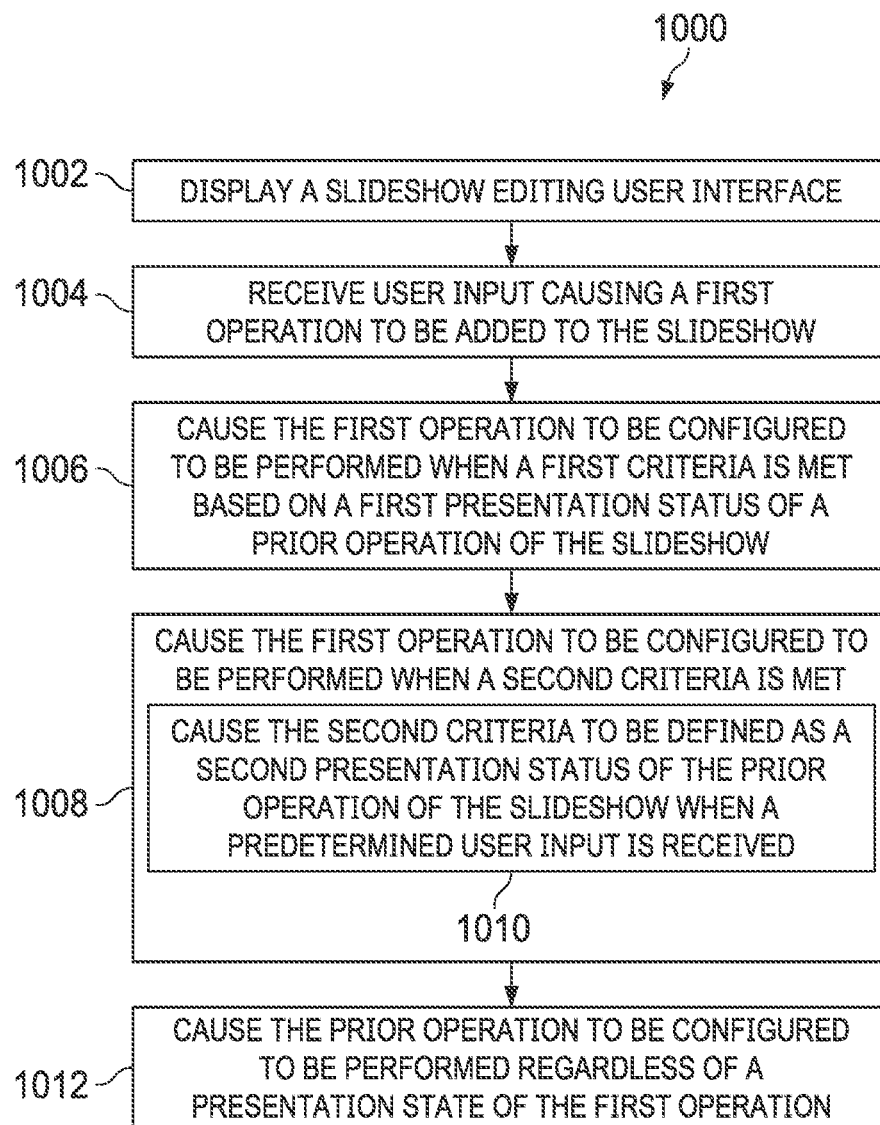 1000
1002
DISPLAY A SLIDESHOW EDITING USER INTERFACE
1004
RECEIVE USER INPUT CAUSING A FIRST
OPERATION TO BE ADDED TO THE SLIDESHOW
1006
CAUSE THE FIRST OPERATION TO BE CONFIGURED
TO BE PERFORMED WHEN A FIRST CRITERIA IS MET
BASED ON A FIRST PRESENTATION STATUS OF A
PRIOR OPERATION OF THE SLIDESHOW
1008
CAUSE THE FIRST OPERATION TO BE CONFIGURED TO
BE PERFORMED WHEN A SECOND CRITERIA IS MET
CAUSE THE SECOND CRITERIA TO BE DEFINED AS A
SECOND PRESENTATION STATUS OF THE PRIOR
OPERATION OF THE SLIDESHOW WHEN A
PREDETERMINED USER INPUT IS RECEIVED
1010
1012
CAUSE THE PRIOR OPERATION TO BE CONFIGURED
TO BE PERFORMED REGARDLESS OF A
PRESENTATION STATE OF THE FIRST OPERATION